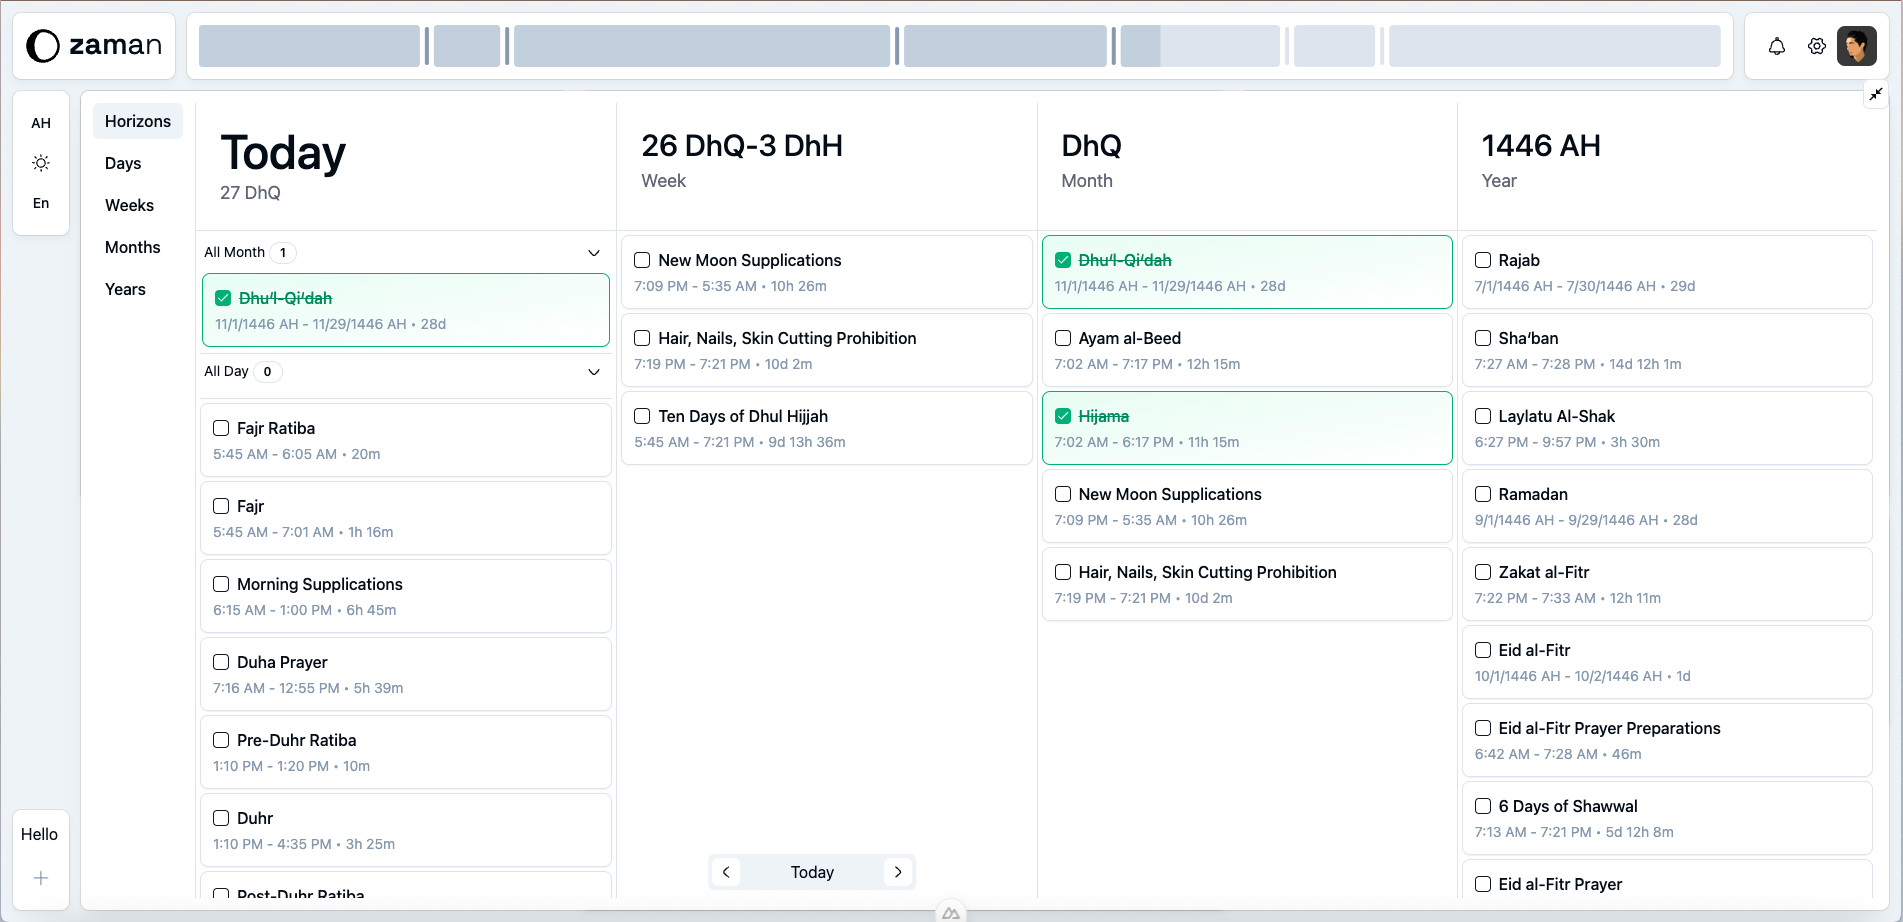 zaman
AH
En
Hello
Horizons
Days
Weeks
Months
Years
Today
27 DhQ
All Month 1
Dhuʻl-Qiʻdah
11/1/1446 AH - 11/29/1446 AH • 28d
All Day 0
Fajr Ratiba
5:45 AM - 6:05 AM • 20m
Fajr
5:45 AM - 7:01 AM • 1h 16m
Morning Supplications
6:15 AM - 1:00 PM • 6h 45m
Duha Prayer
7:16 AM - 12:55 PM • 5h 39m
Pre-Duhr Ratiba
1:10 PM - 1:20 PM • 10m
Duhr
1:10 PM - 4:35 PM • 3h 25m
Post-Duhr Ratiba
26 DhQ-3 DhH
Week
New Moon Supplications
7:09 PM - 5:35 AM • 10h 26m
Hair, Nails, Skin Cutting Prohibition
7:19 PM - 7:21 PM • 10d 2m
Ten Days of Dhul Hijjah
5:45 AM - 7:21 PM • 9d 13h 36m
Today
DhQ
Month
Dhuʻl-Qiʻdah
11/1/1446 AH - 11/29/1446 AH • 28d
Ayam al-Beed
7:02 AM - 7:17 PM • 12h 15m
Hijama
7:02 AM - 6:17 PM • 11h 15m
New Moon Supplications
7:09 PM - 5:35 AM • 10h 26m
Hair, Nails, Skin Cutting Prohibition
7:19 PM - 7:21 PM • 10d 2m
1446 AH
Year
Rajab
7/1/1446 AH - 7/30/1446 AH • 29d
Shaʻban
7:27 AM - 7:28 PM • 14d 12h 1m
Laylatu Al-Shak
6:27 PM - 9:57 PM • 3h 30m
Ramadan
9/1/1446 AH - 9/29/1446 AH • 28d
Zakat al-Fitr
7:22 PM - 7:33 AM • 12h 11m
Eid al-Fitr
10/1/1446 AH - 10/2/1446 AH • 1d
Eid al-Fitr Prayer Preparations
6:42 AM - 7:28 AM • 46m
6 Days of Shawwal
7:13 AM - 7:21 PM • 5d 12h 8m
Eid al-Fitr Prayer